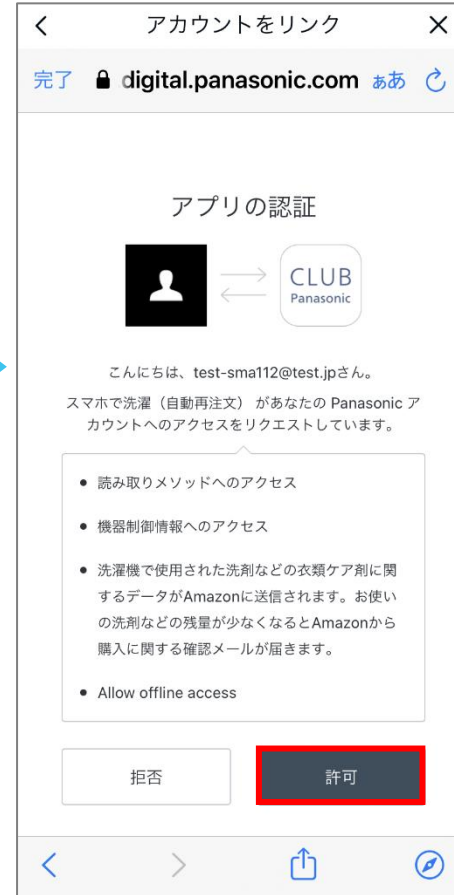 アカウントをリンク
完了 digital.panasonic.com ぁあ
アプリの認証
CLUB
Panasonic
こんにちは、test-sma112@test.jpさん。
スマホで洗濯（自動再注文） があなたの Panasonic ア
カウントへのアクセスをリクエストしています。
• 読み取りメソッドへのアクセス
• 機器制御情報へのアクセス
• 洗濯機で使用された洗剤などの衣類ケア剤に関
するデータがAmazonに送信されます。お使い
の洗剤などの残量が少なくなるとAmazonから
購入に関する確認メールが届きます。
• Allow offline access
拒否 許可